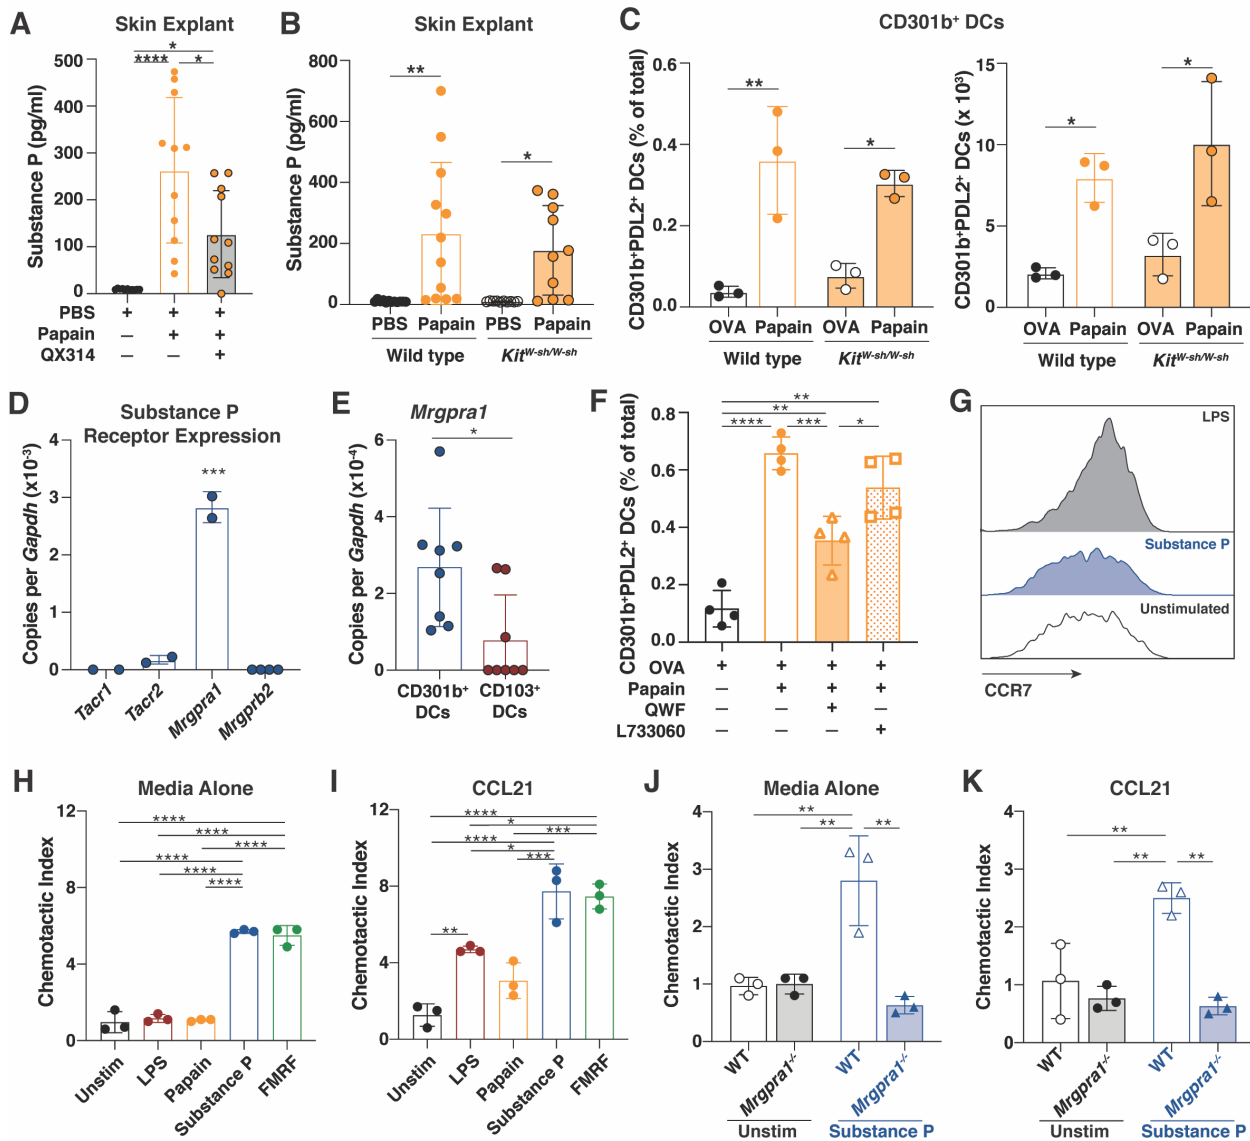 A
Skin Explant
Substance P (pg/ml)
500
400
300
200
100
0
*
**** *
PBS + + +
Papain — + +
QX314 — — +
B
Skin Explant
Substance P (pg/ml)
800
600
400
200
0
**
*
PBS Papain PBS Papain
Wild type KitW-sh/W-sh
C
CD301b+ DCs
CD301b+PDL2+ DCs (% of total)
0.6
0.4
0.2
0.0
**
*
OVA Papain OVA Papain
Wild type KitW-sh/W-sh
CD301b+PDL2+ DCs (x 10³)
15
10
5
0
*
*
OVA Papain OVA Papain
Wild type KitW-sh/W-sh
D
Substance P
Receptor Expression
Copies per Gapdh (x10-3)
4
3
2
1
0
***
Tacr1 Tacr2 Mrgpra1 Mrgprb2
E
Mrgpra1
Copies per Gapdh (x10-4)
6
4
2
0
*
CD301b+ CD103+
DCs DCs
F
CD301b+PDL2+ DCs (% of total)
0.8
0.6
0.4
0.2
0.0
**
**
**** *** *
OVA + + + +
Papain — + + +
QWF — — + —
L733060 — — — +
G
LPS
Substance P
Unstimulated
CCR7
H
Media Alone
Chemotactic Index
12
8
4
0
****
****
****
****
****
****
Unstim LPS Papain Substance P FMRF
I
CCL21
Chemotactic Index
12
8
4
0
****
*
***
****
*
***
**
Unstim LPS Papain Substance P FMRF
J
Media Alone
Chemotactic Index
4
3
2
1
0
**
** **
WT Mrgpra1-/- WT Mrgpra1-/-
Unstim Substance P
K
CCL21
Chemotactic Index
4
3
2
1
0
**
** **
WT Mrgpra1-/- WT Mrgpra1-/-
Unstim Substance P